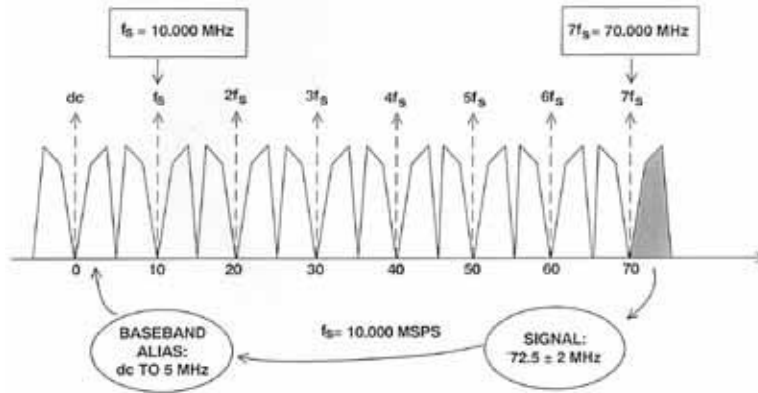 fS = 10.000 MHz
7fS = 70.000 MHz
dc fS 2fS 3fS 4fS 5fS 6fS 7fS
0 10 20 30 40 50 60 70
fS= 10.000 MSPS
BASEBAND
ALIAS:
dc TO 5 MHz
SIGNAL:
72.5 ± 2 MHz